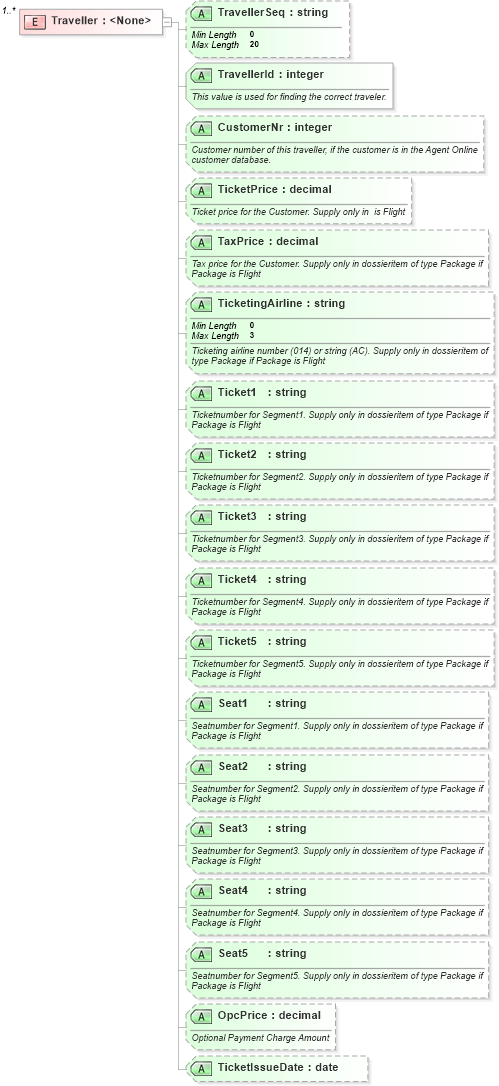 1..*
E Traveller : <None>
A TravellerSeq : string
Min Length 0
Max Length 20
A TravellerId : integer
This value is used for finding the correct traveler.
A CustomerNr : integer
Customer number of this traveller, if the customer is in the Agent Online
customer database.
A TicketPrice : decimal
Ticket price for the Customer. Supply only in is Flight
A TaxPrice : decimal
Tax price for the Customer. Supply only in dossieritem of type Package if
Package is Flight
A TicketingAirline : string
Min Length 0
Max Length 3
Ticketing airline number (014) or string (AC). Supply only in dossieritem of
type Package if Package is Flight
A Ticket1 : string
Ticketnumber for Segment1. Supply only in dossieritem of type Package if
Package is Flight
A Ticket2 : string
Ticketnumber for Segment2. Supply only in dossieritem of type Package if
Package is Flight
A Ticket3 : string
Ticketnumber for Segment3. Supply only in dossieritem of type Package if
Package is Flight
A Ticket4 : string
Ticketnumber for Segment4. Supply only in dossieritem of type Package if
Package is Flight
A Ticket5 : string
Ticketnumber for Segment5. Supply only in dossieritem of type Package if
Package is Flight
A Seat1 : string
Seatnumber for Segment1. Supply only in dossieritem of type Package if
Package is Flight
A Seat2 : string
Seatnumber for Segment2. Supply only in dossieritem of type Package if
Package is Flight
A Seat3 : string
Seatnumber for Segment3. Supply only in dossieritem of type Package if
Package is Flight
A Seat4 : string
Seatnumber for Segment4. Supply only in dossieritem of type Package if
Package is Flight
A Seat5 : string
Seatnumber for Segment5. Supply only in dossieritem of type Package if
Package is Flight
A OpcPrice : decimal
Optional Payment Charge Amount
A TicketIssueDate : date